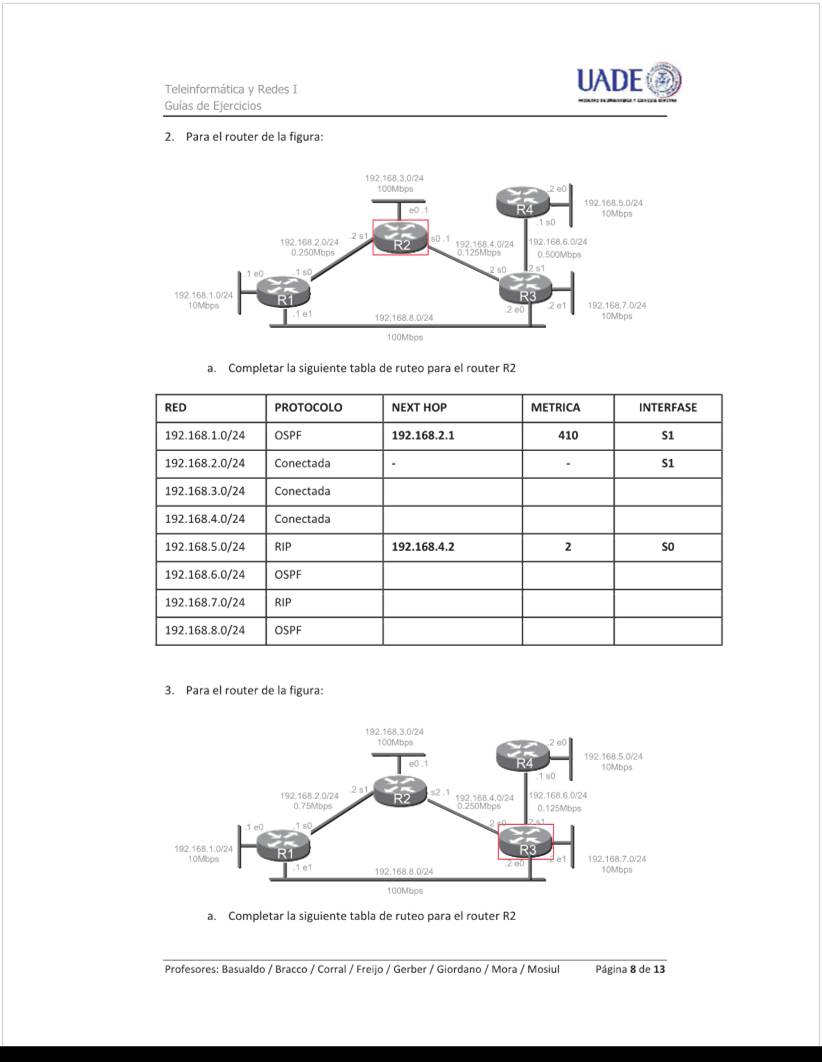 Teleinformática y Redes I
Guías de Ejercicios
UADE
2. Para el router de la figura:
192.168.3.0/24
100Mbps
e0 .1
.2 e0
R4
192.168.5.0/24
10Mbps
.1 s0
.2 s1
R2
s0 .1
192.168.2.0/24
0.250Mbps
192.168.4.0/24
0.125Mbps
192.168.6.0/24
0.500Mbps
.1 e0
.1 s0
2 s0
2 s1
192.168.1.0/24
10Mbps
R1
R3
.1 e1
192.168.8.0/24
100Mbps
.2 e0
.2 e1
192.168.7.0/24
10Mbps
a. Completar la siguiente tabla de ruteo para el router R2
RED PROTOCOLO NEXT HOP METRICA INTERFASE
192.168.1.0/24 OSPF 192.168.2.1 410 S1
192.168.2.0/24 Conectada - - S1
192.168.3.0/24 Conectada
192.168.4.0/24 Conectada
192.168.5.0/24 RIP 192.168.4.2 2 S0
192.168.6.0/24 OSPF
192.168.7.0/24 RIP
192.168.8.0/24 OSPF
3. Para el router de la figura:
192.168.3.0/24
100Mbps
e0 .1
.2 e0
R4
192.168.5.0/24
10Mbps
.1 s0
.2 s1
R2
s2 .1
192.168.2.0/24
0.75Mbps
192.168.4.0/24
0.250Mbps
192.168.6.0/24
0.125Mbps
.1 e0
.1 s0
2 s0
2 s1
192.168.1.0/24
10Mbps
R1
R3
.1 e1
192.168.8.0/24
100Mbps
.2 e0
.2 e1
192.168.7.0/24
10Mbps
a. Completar la siguiente tabla de ruteo para el router R2
Profesores: Basualdo / Bracco / Corral / Freijo / Gerber / Giordano / Mora / Mosiul Página 8 de 13